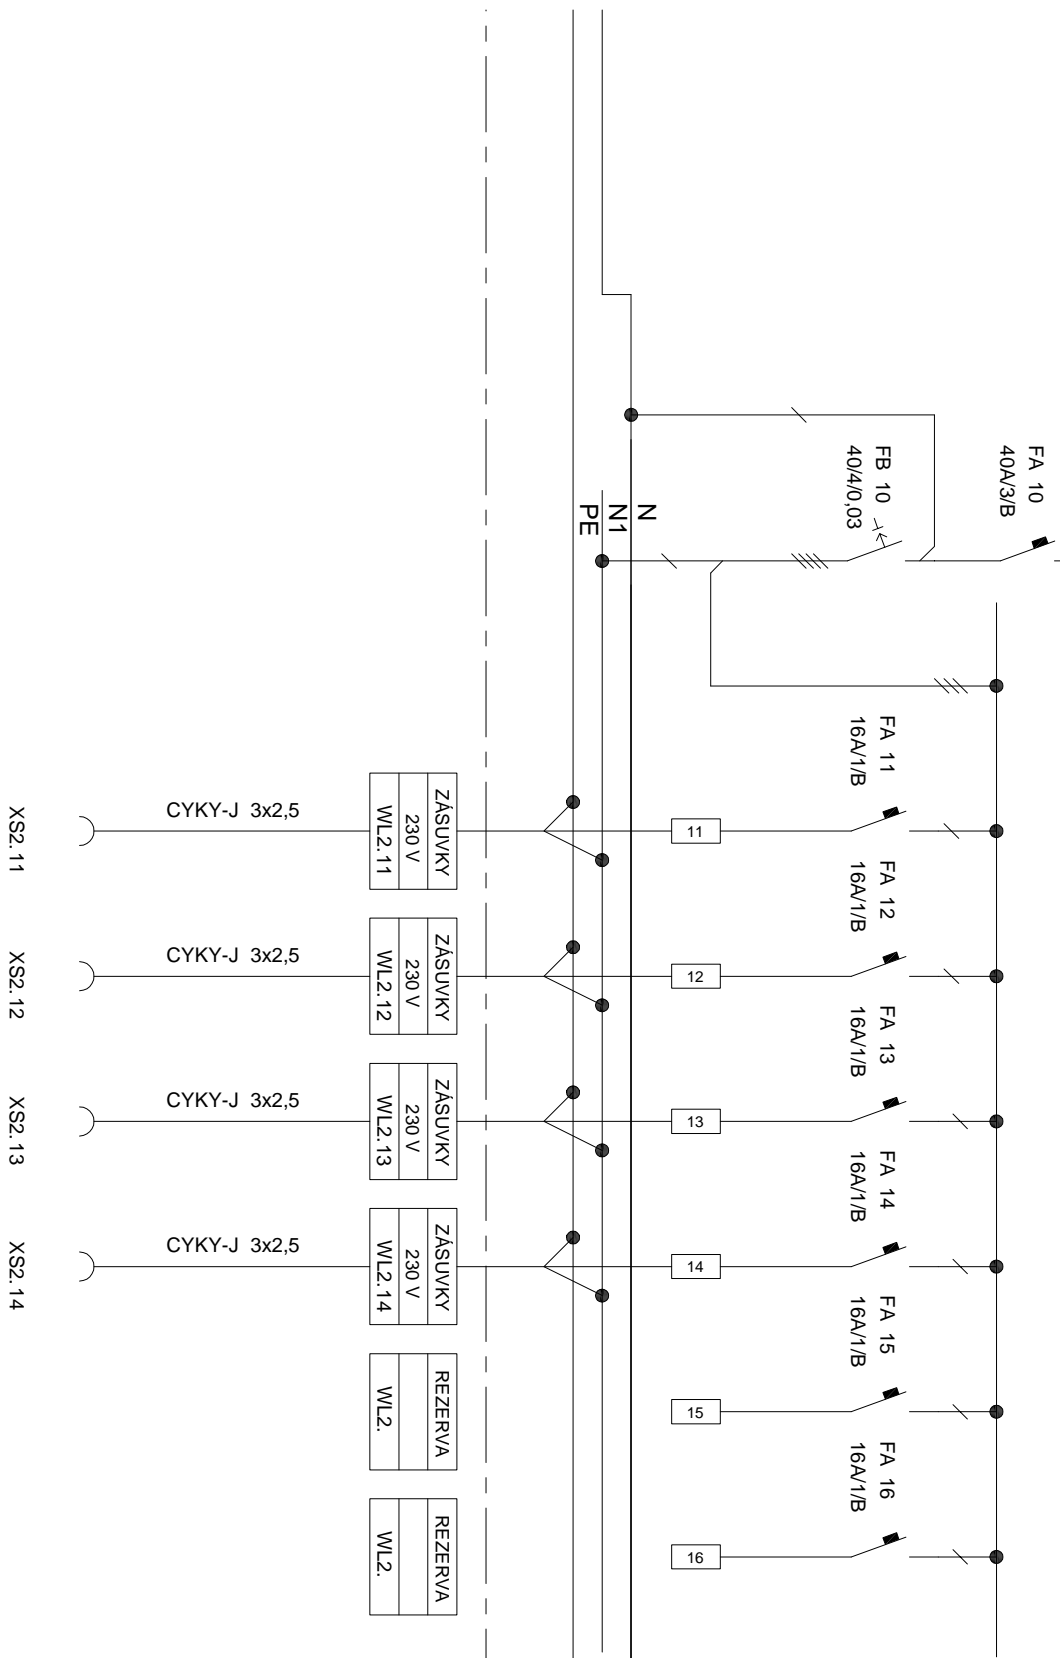 FA 10
40A/3/B
FB 10
40/4/0,03
N
N1
PE
FA 11
16A/1/B
FA 12
16A/1/B
FA 13
16A/1/B
FA 14
16A/1/B
FA 15
16A/1/B
FA 16
16A/1/B
11
12
13
14
15
16
ZÁSUVKY
230 V
WL2.11
ZÁSUVKY
230 V
WL2.12
ZÁSUVKY
230 V
WL2.13
ZÁSUVKY
230 V
WL2.14
REZERVA
WL2.
REZERVA
WL2.
CYKY-J 3x2,5
CYKY-J 3x2,5
CYKY-J 3x2,5
CYKY-J 3x2,5
XS2.11
XS2.12
XS2.13
XS2.14